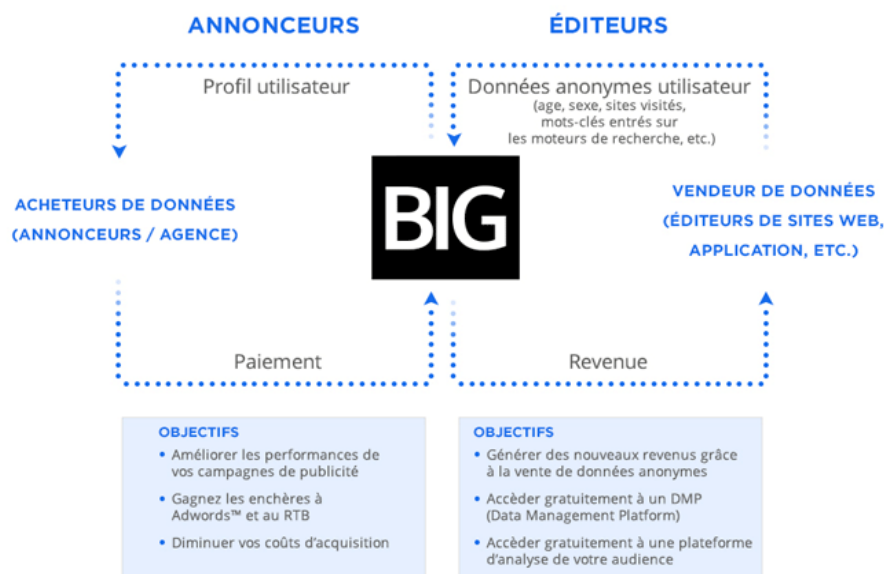 ANNONCEURS
ÉDITEURS
Profil utilisateur
Données anonymes utilisateur
(age, sexe, sites visités,
mots-clés entrés sur
les moteurs de recherche, etc.)
ACHETEURS DE DONNÉES
(ANNONCEURS / AGENCE)
BIG
VENDEUR DE DONNÉES
(ÉDITEURS DE SITES WEB,
APPLICATION, ETC.)
Paiement
Revenue
OBJECTIFS
• Améliorer les performances de
vos campagnes de publicité
• Gagnez les enchères à
Adwords™ et au RTB
• Diminuer vos coûts d'acquisition
OBJECTIFS
• Générer des nouveaux revenus grâce
à la vente de données anonymes
• Accèder gratuitement à un DMP
(Data Management Platform)
• Accèder gratuitement à une plateforme
d'analyse de votre audience